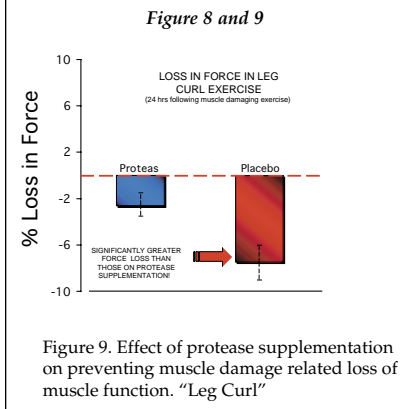 Figure 8 and 9
10
LOSS IN FORCE IN LEG
CURL EXERCISE
(24 hrs following muscle damaging exercise)
6
2
% Loss in Force
Proteas
Placebo
-2
-6
SIGNIFICANTLY GREATER
FORCE LOSS THAN
THOSE ON PROTEASE
SUPPLEMENTATION!
-10
Figure 9. Effect of protease supplementation
on preventing muscle damage related loss of
muscle function. “Leg Curl”